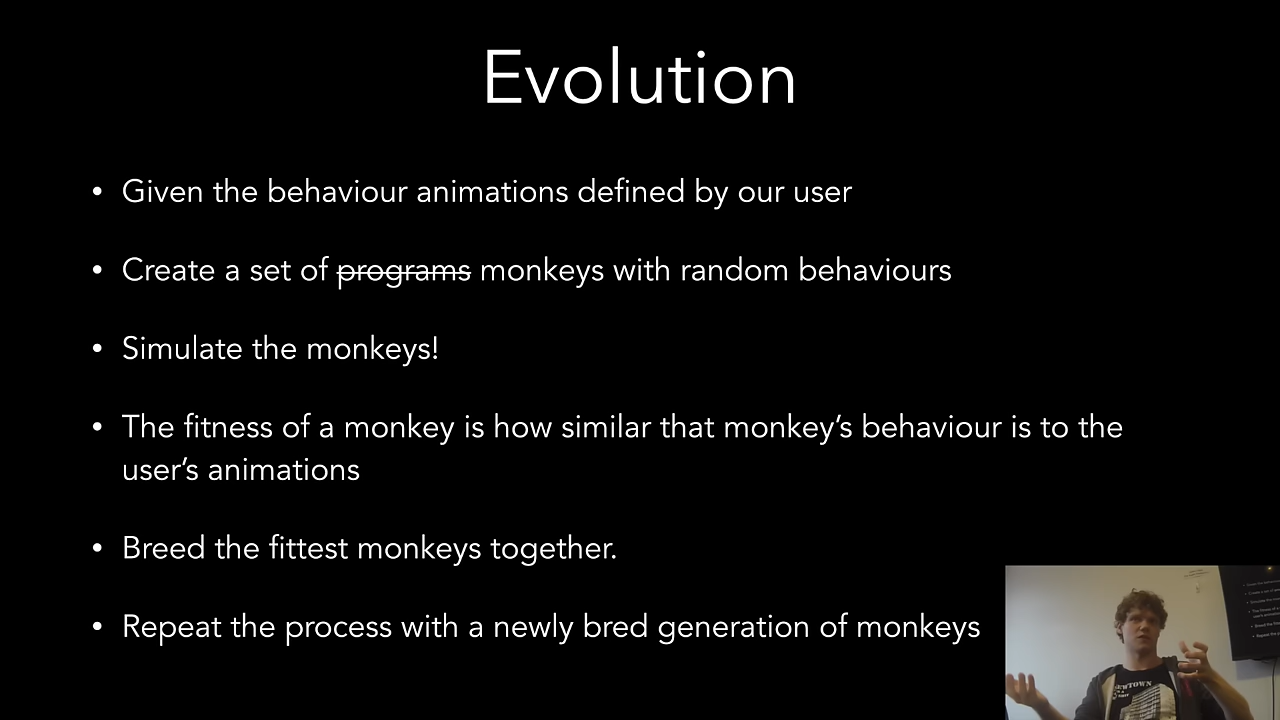 Evolution
• Given the behaviour animations defined by our user
• Create a set of programs monkeys with random behaviours
• Simulate the monkeys!
• The fitness of a monkey is how similar that monkey’s behaviour is to the
user’s animations
• Breed the fittest monkeys together.
• Repeat the process with a newly bred generation of monkeys